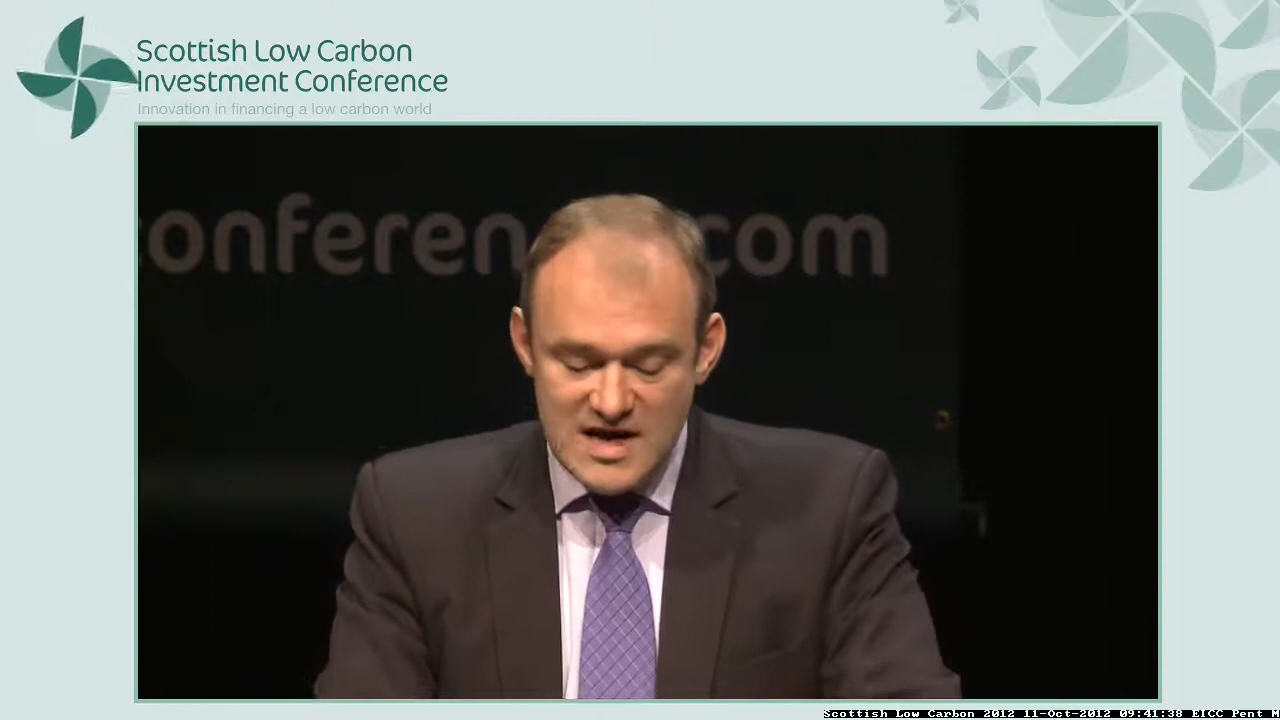 Scottish Low Carbon
Investment Conference
Innovation in financing a low carbon world
conferen .com
Scottish Low Carbon 2012 11-Oct-2012 09:41:38 EICC Pent M